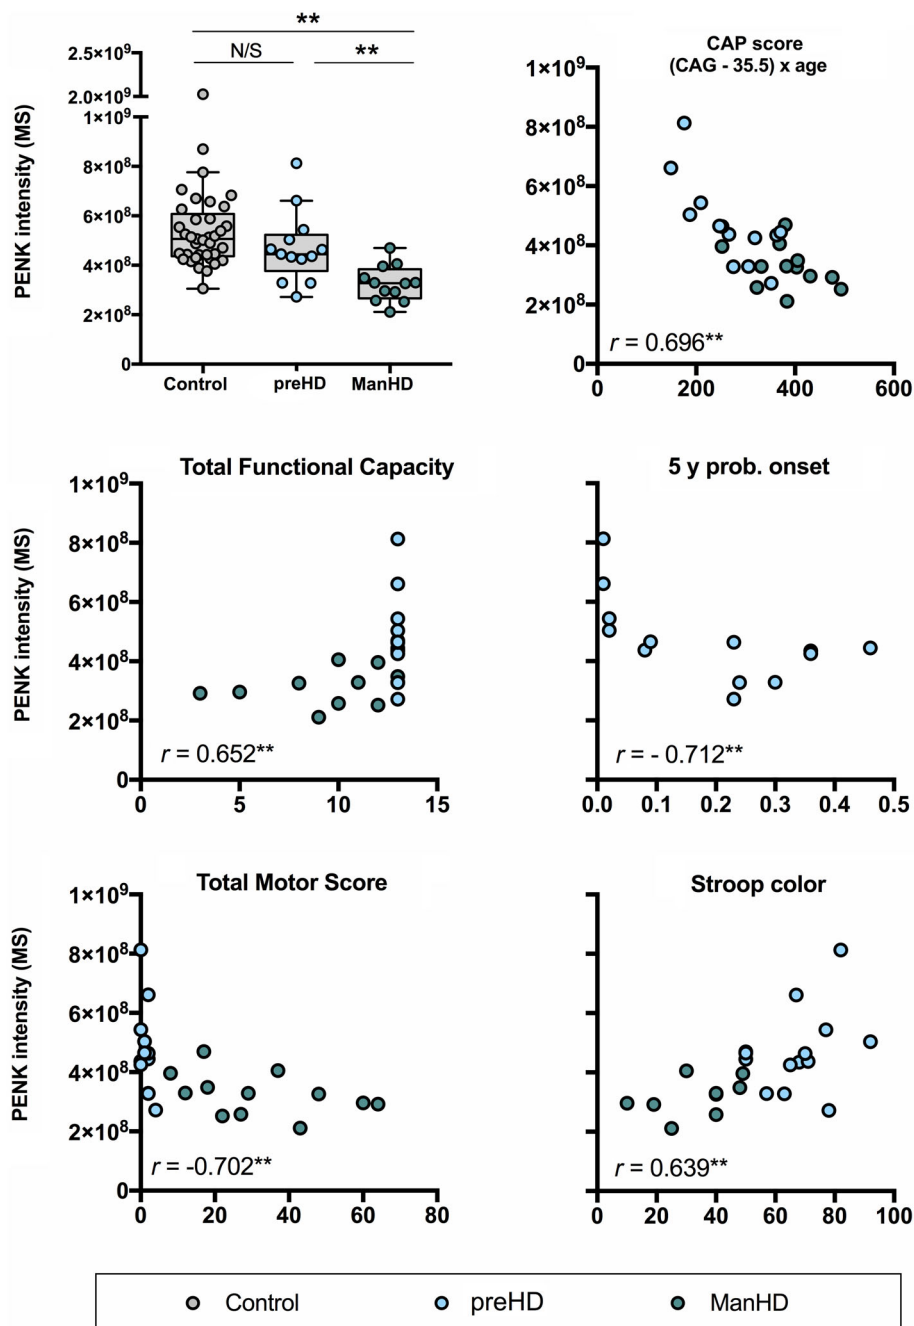 **
N/S
**
PENK intensity (MS)
2.5×10⁹
2.0×10⁹
1×10⁹
8×10⁸
6×10⁸
4×10⁸
2×10⁸
0
Control
preHD
ManHD
CAP score
(CAG - 35.5) x age
1×10⁹
8×10⁸
6×10⁸
4×10⁸
2×10⁸
0
r = 0.696**
0 200 400 600
Total Functional Capacity
PENK intensity (MS)
1×10⁹
8×10⁸
6×10⁸
4×10⁸
2×10⁸
0
r = 0.652**
0 5 10 15
5 y prob. onset
r = - 0.712**
0.0 0.1 0.2 0.3 0.4 0.5
Total Motor Score
PENK intensity (MS)
1×10⁹
8×10⁸
6×10⁸
4×10⁸
2×10⁸
0
r = -0.702**
0 20 40 60 80
Stroop color
r = 0.639**
0 20 40 60 80 100
Control preHD ManHD